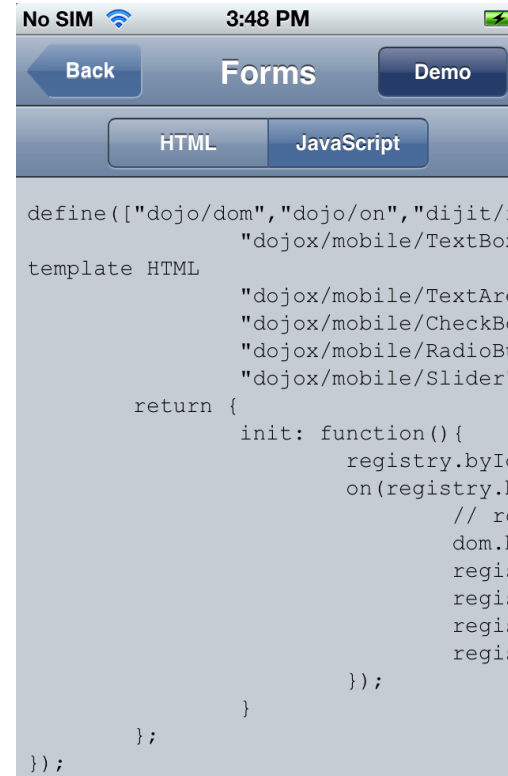 No SIM 3:48 PM
Back Forms Demo
HTML JavaScript
define(["dojo/dom","dojo/on","dijit/
"dojox/mobile/TextBo
template HTML
"dojox/mobile/TextAr
"dojox/mobile/CheckB
"dojox/mobile/RadioB
"dojox/mobile/Slider
return {
init: function(){
registry.byI
on(registry.
// r
dom.
regi
regi
regi
regi
});
}
};
});